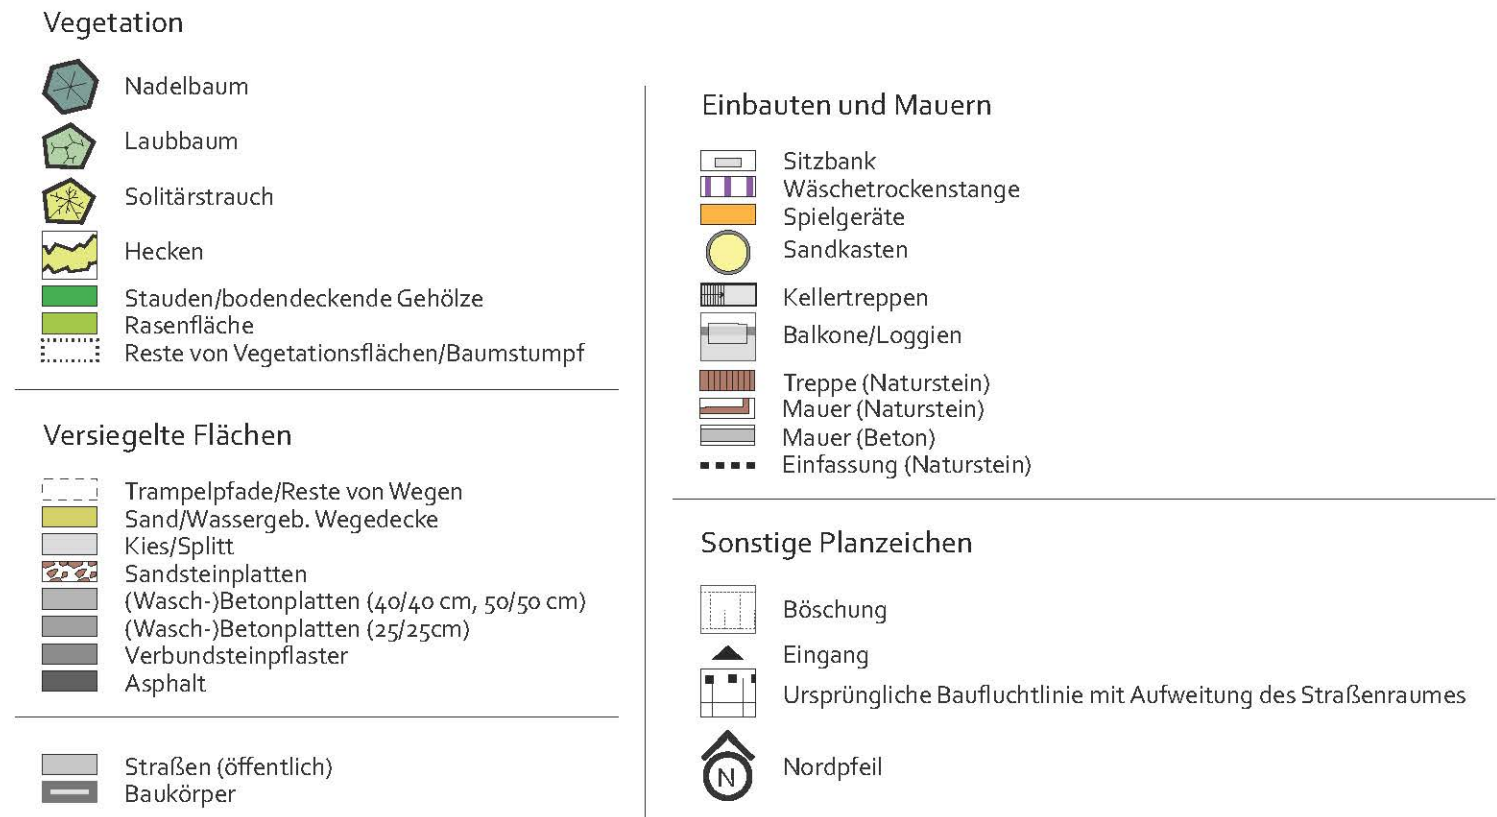 Vegetation
Nadelbaum
Laubbaum
Solitärstrauch
Hecken
Stauden/bodendeckende Gehölze
Rasenfläche
Reste von Vegetationsflächen/Baumstumpf
Versiegelte Flächen
Trampelpfade/Reste von Wegen
Sand/Wassergeb. Wegedecke
Kies/Splitt
Sandsteinplatten
(Wasch-)Betonplatten (40/40 cm, 50/50 cm)
(Wasch-)Betonplatten (25/25cm)
Verbundsteinpflaster
Asphalt
Straßen (öffentlich)
Baukörper
Einbauten und Mauern
Sitzbank
Wäschetrockenstange
Spielgeräte
Sandkasten
Kellertreppen
Balkone/Loggien
Treppe (Naturstein)
Mauer (Naturstein)
Mauer (Beton)
Einfassung (Naturstein)
Sonstige Planzeichen
Böschung
Eingang
Ursprüngliche Baufluchtlinie mit Aufweitung des Straßenraumes
N
Nordpfeil